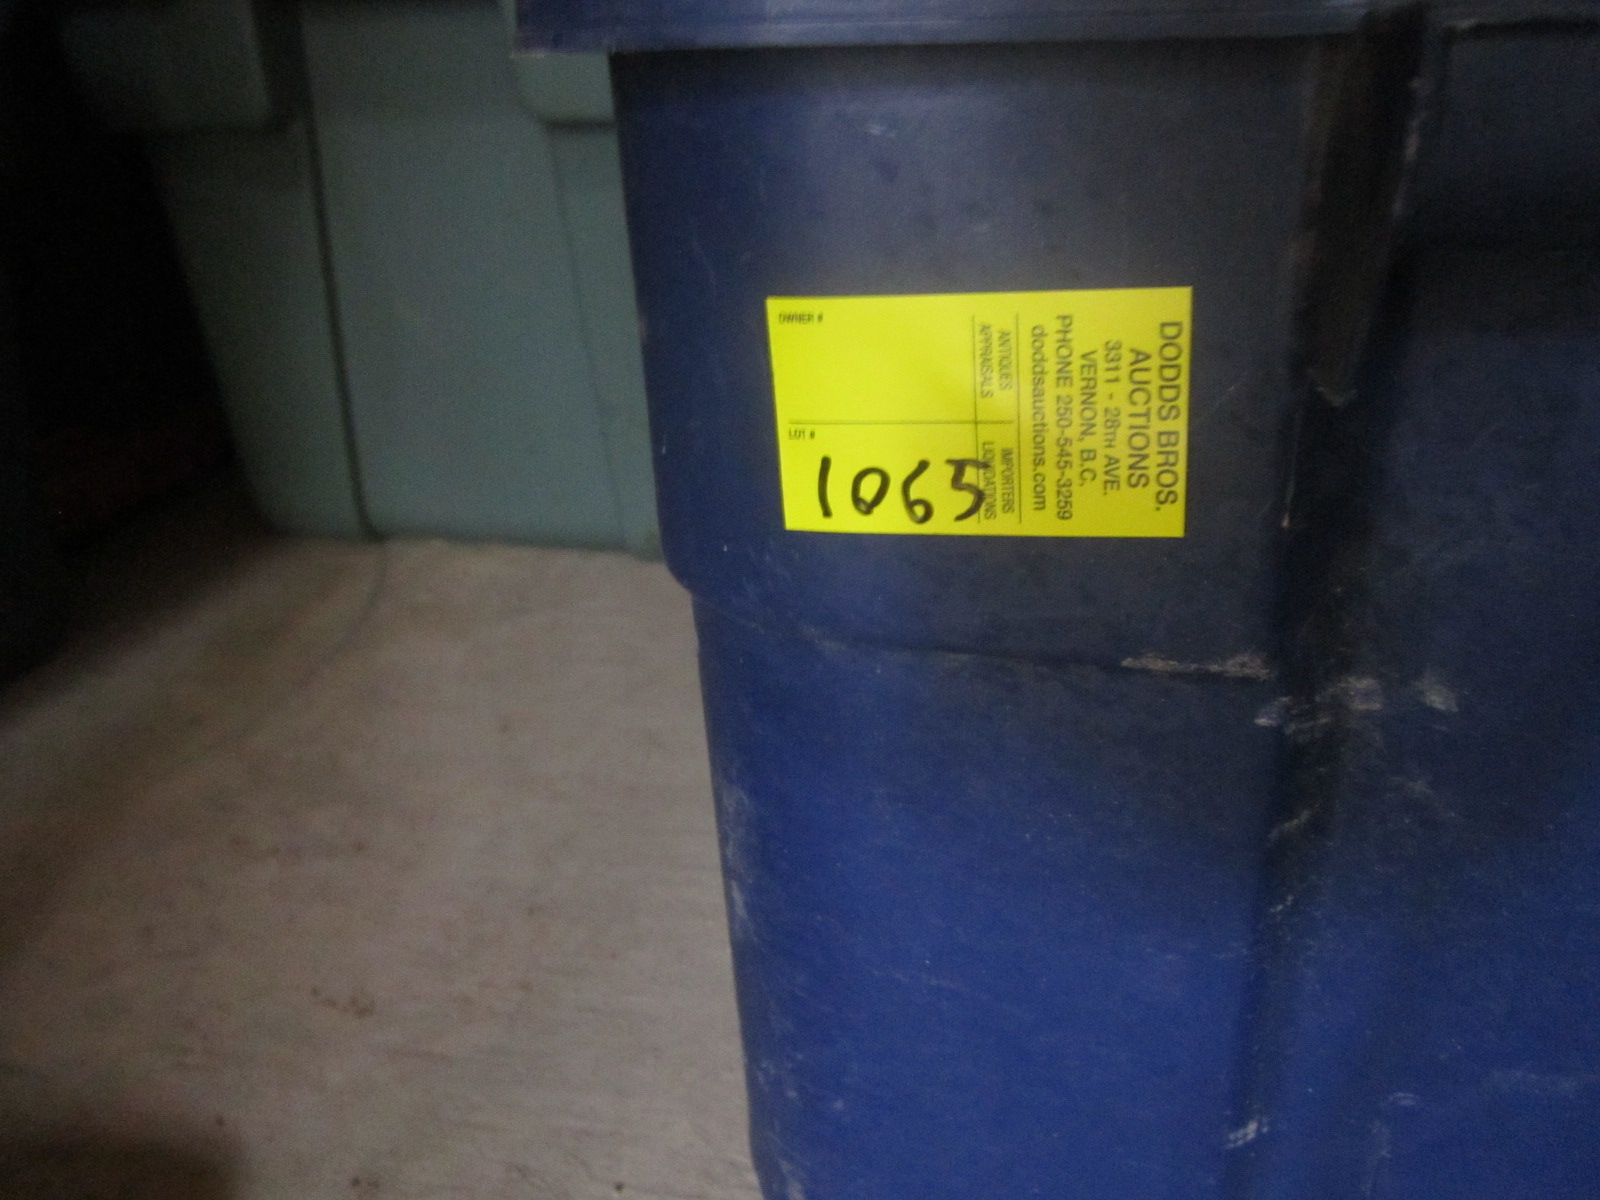 DODDS BROS.
AUCTIONS
3311 - 28TH AVE.
VERNON, B.C.
PHONE 250-545-3259
doddsauctions.com
ANTIQUES IMPORTERS
APPRAISALS LIQUIDATIONS
OWNER #
LOT #
1065